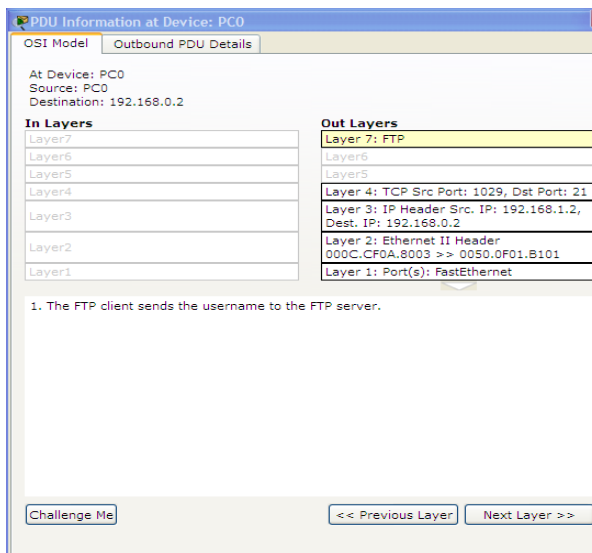 PDU Information at Device: PC0
OSI Model
Outbound PDU Details
At Device: PC0
Source: PC0
Destination: 192.168.0.2
In Layers
Layer7
Layer6
Layer5
Layer4
Layer3
Layer2
Layer1
Out Layers
Layer 7: FTP
Layer6
Layer5
Layer 4: TCP Src Port: 1029, Dst Port: 21
Layer 3: IP Header Src. IP: 192.168.1.2,
Dest. IP: 192.168.0.2
Layer 2: Ethernet II Header
000C.CF0A.8003 >> 0050.0F01.B101
Layer 1: Port(s): FastEthernet
1. The FTP client sends the username to the FTP server.
Challenge Me
<< Previous Layer
Next Layer >>